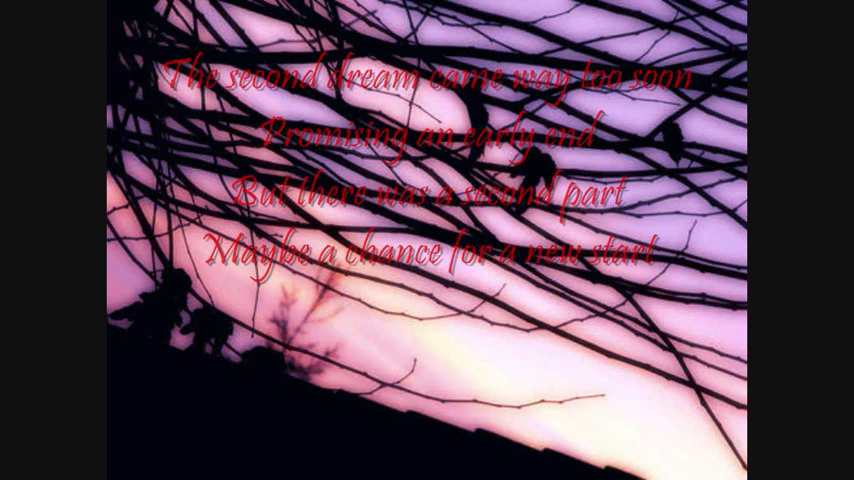 The second dream came way too soon
Promising an early end
But there was a second part
Maybe a chance for a new start